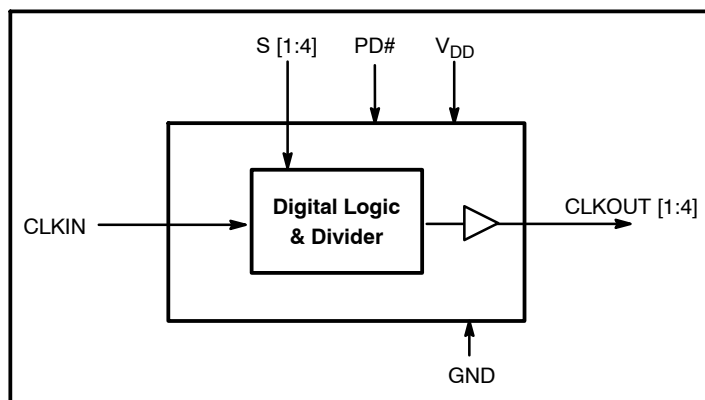 S [1:4]
PD#
VDD
CLKIN
Digital Logic
& Divider
CLKOUT [1:4]
GND